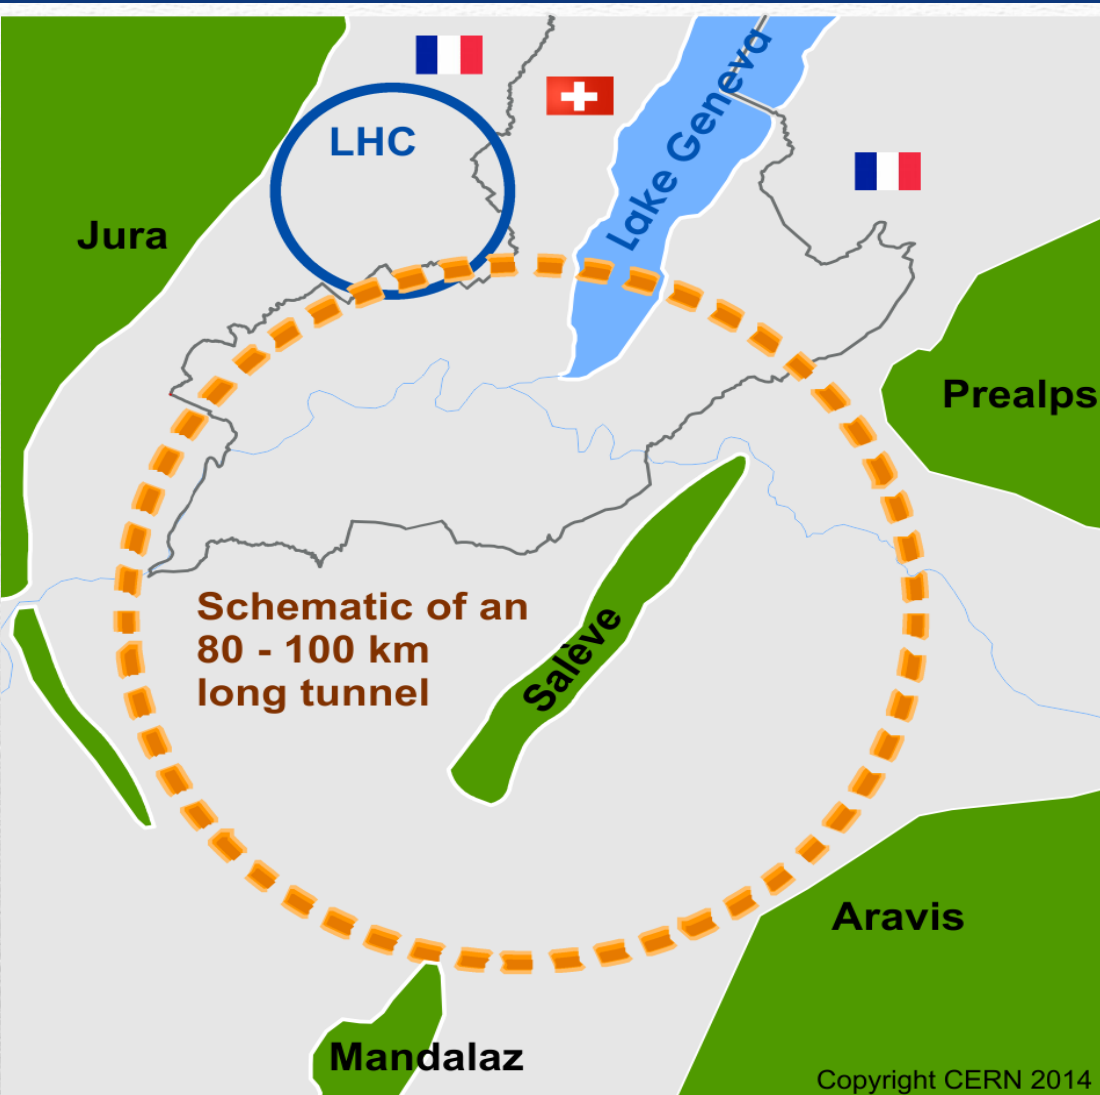 LHC
Lake Geneva
Jura
Prealps
Schematic of an
80 - 100 km
long tunnel
Salève
Aravis
Mandalaz
Copyright CERN 2014